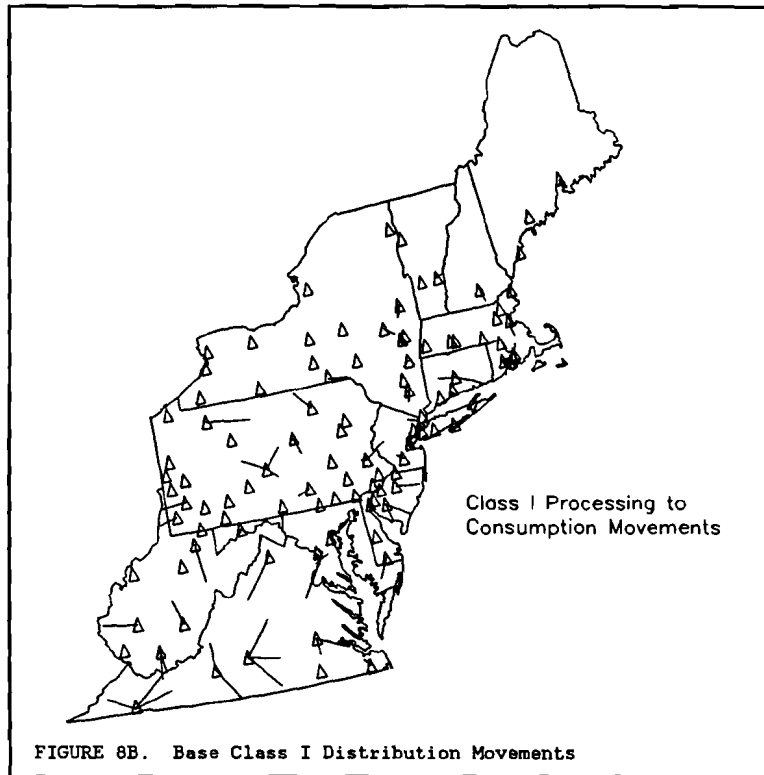 Class I Processing to
Consumption Movements
FIGURE 8B. Base Class I Distribution Movements